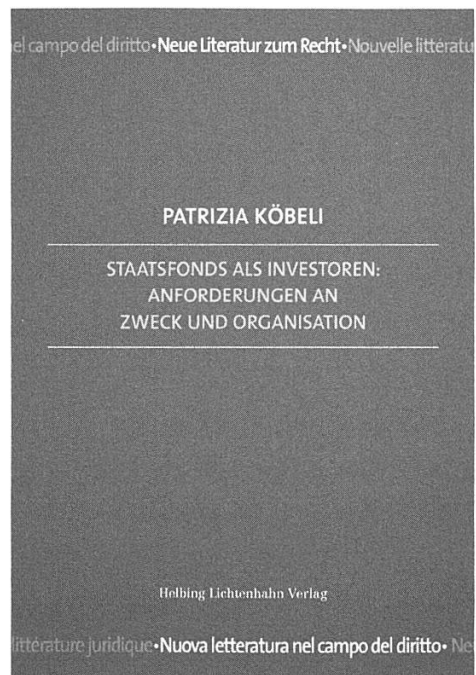 el campo del diritto•Neue Literatur zum Recht•Nouvelle littératu
PATRIZIA KÖBELI
STAATSFONDS ALS INVESTOREN:
ANFORDERUNGEN AN
ZWECK UND ORGANISATION
Helbing Lichtenhahn Verlag
littérature juridique•Nuova letteratura nel campo del diritto• Ne